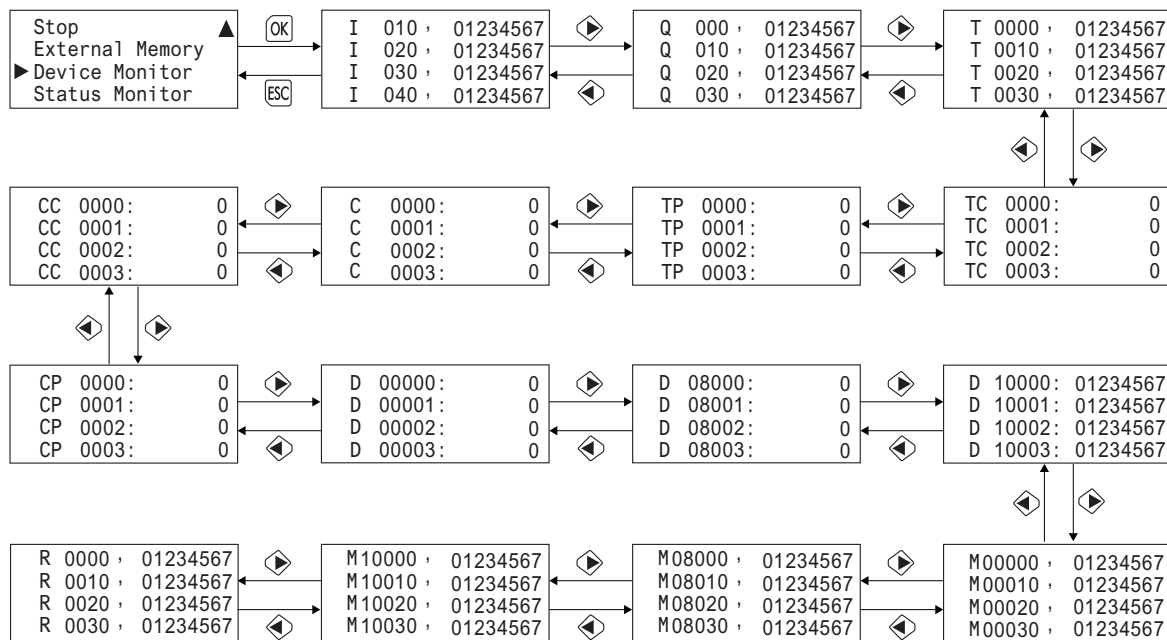 Stop ▲
External Memory
▶Device Monitor
Status Monitor
OK
ESC
I 010, 01234567
I 020, 01234567
I 030, 01234567
I 040, 01234567
Q 000, 01234567
Q 010, 01234567
Q 020, 01234567
Q 030, 01234567
T 0000, 01234567
T 0010, 01234567
T 0020, 01234567
T 0030, 01234567
CC 0000: 0
CC 0001: 0
CC 0002: 0
CC 0003: 0
C 0000: 0
C 0001: 0
C 0002: 0
C 0003: 0
TP 0000: 0
TP 0001: 0
TP 0002: 0
TP 0003: 0
TC 0000: 0
TC 0001: 0
TC 0002: 0
TC 0003: 0
CP 0000: 0
CP 0001: 0
CP 0002: 0
CP 0003: 0
D 00000: 0
D 00001: 0
D 00002: 0
D 00003: 0
D 08000: 0
D 08001: 0
D 08002: 0
D 08003: 0
D 10000: 01234567
D 10001: 01234567
D 10002: 01234567
D 10003: 01234567
R 0000, 01234567
R 0010, 01234567
R 0020, 01234567
R 0030, 01234567
M10000, 01234567
M10010, 01234567
M10020, 01234567
M10030, 01234567
M08000, 01234567
M08010, 01234567
M08020, 01234567
M08030, 01234567
M00000, 01234567
M00010, 01234567
M00020, 01234567
M00030, 01234567